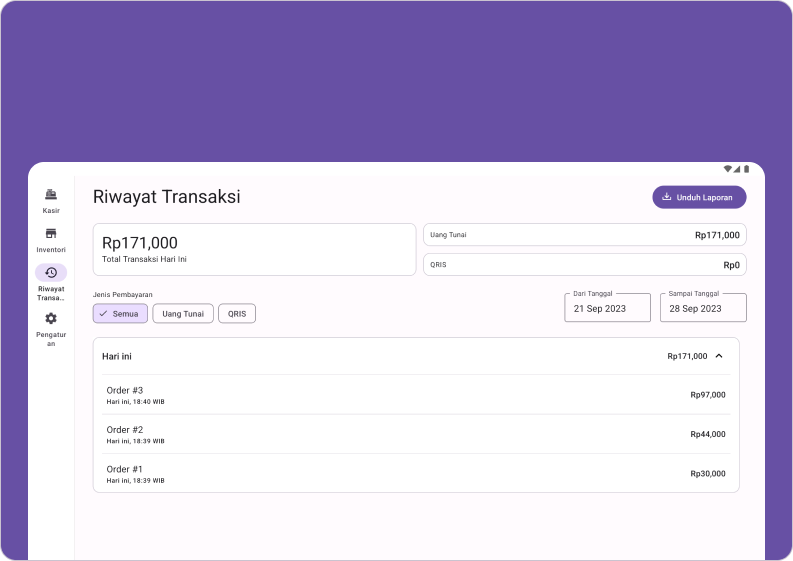 Kasir
Inventori
Riwayat
Transa...
Pengatur
an
Riwayat Transaksi
Unduh Laporan
Rp171,000
Total Transaksi Hari Ini
Uang Tunai Rp171,000
QRIS Rp0
Jenis Pembayaran
Semua Uang Tunai QRIS
Dari Tanggal
21 Sep 2023
Sampai Tanggal
28 Sep 2023
Hari ini Rp171,000
Order #3
Hari ini, 18:40 WIB
Rp97,000
Order #2
Hari ini, 18:39 WIB
Rp44,000
Order #1
Hari ini, 18:39 WIB
Rp30,000